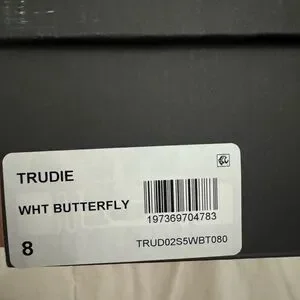 TRUDIE
WHT BUTTERFLY
197369704783
8
TRUD02S5WBT080